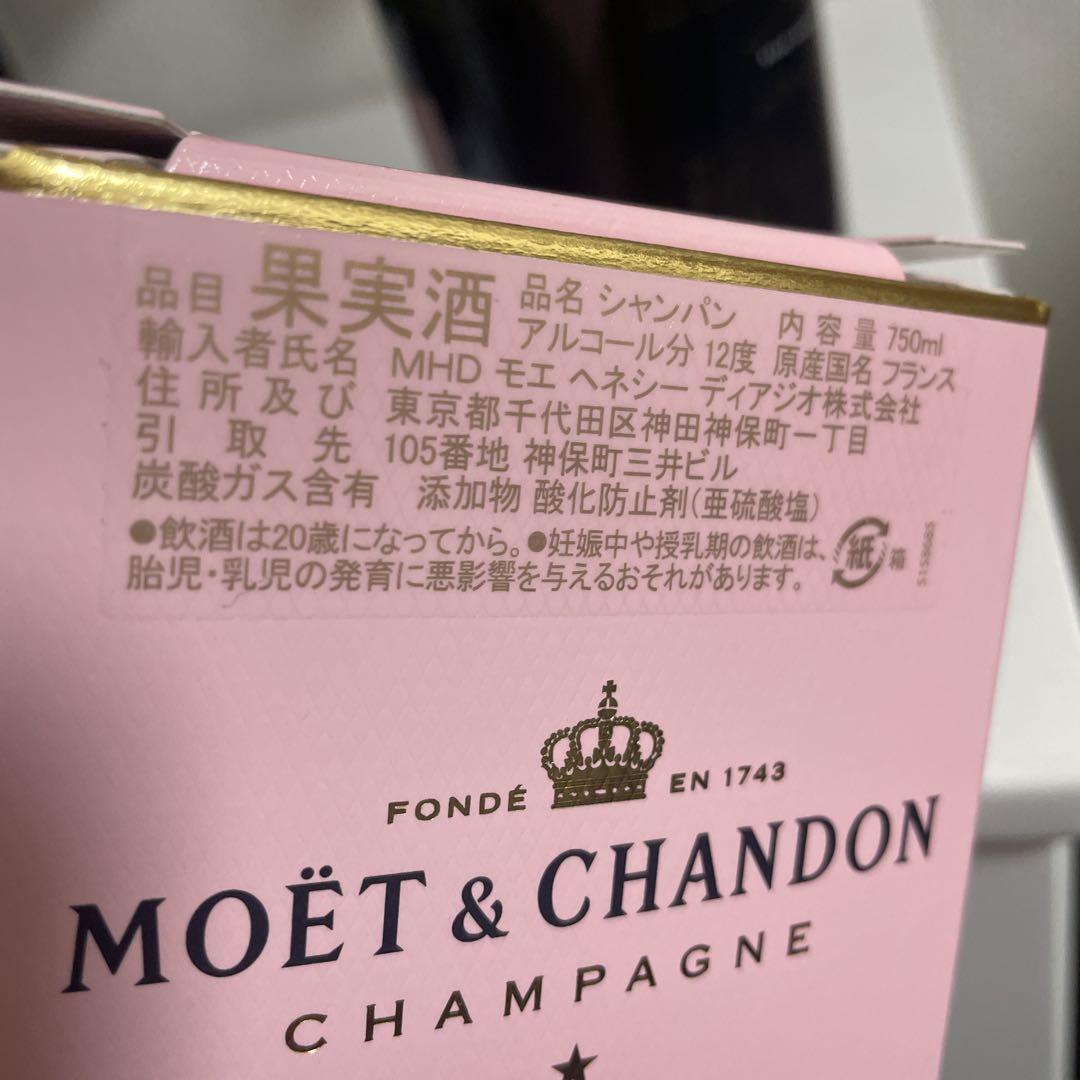 品目 果実酒 品名 シャンパン 内容量 750ml
アルコール分 12度 原産国名 フランス
輸入者氏名 MHD モエ ヘネシー ディアジオ株式会社
住所及び 東京都千代田区神田神保町一丁目
引取先 105番地 神保町三井ビル
炭酸ガス含有 添加物 酸化防止剤(亜硫酸塩)
●飲酒は20歳になってから。●妊娠中や授乳期の飲酒は、
胎児・乳児の発育に悪影響を与えるおそれがあります。
紙 箱
FONDÉ EN 1743
MOËT & CHANDON
CHAMPAGNE